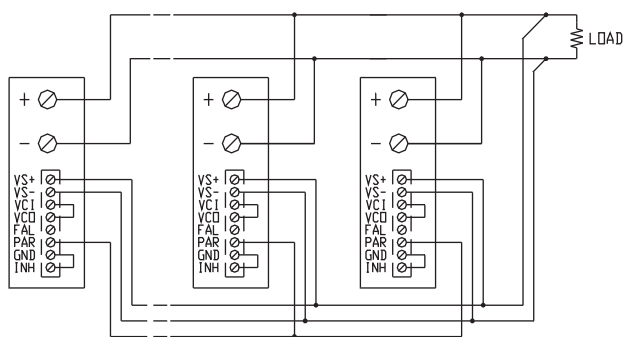 LOAD
+
-
VS+
VS-
VCI
VCO
FAL
PAR
GND
INH
+
-
VS+
VS-
VCI
VCO
FAL
PAR
GND
INH
+
-
VS+
VS-
VCI
VCO
FAL
PAR
GND
INH